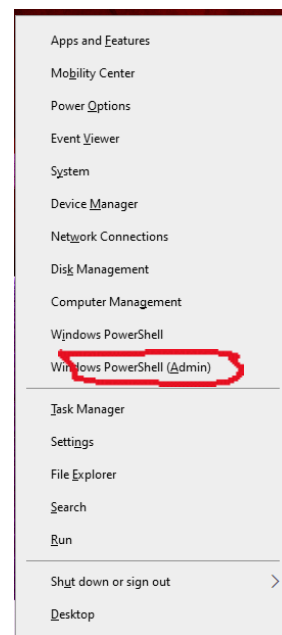 Apps and Features
Mobility Center
Power Options
Event Viewer
System
Device Manager
Network Connections
Disk Management
Computer Management
Windows PowerShell
Windows PowerShell (Admin)
Task Manager
Settings
File Explorer
Search
Run
Shut down or sign out
Desktop